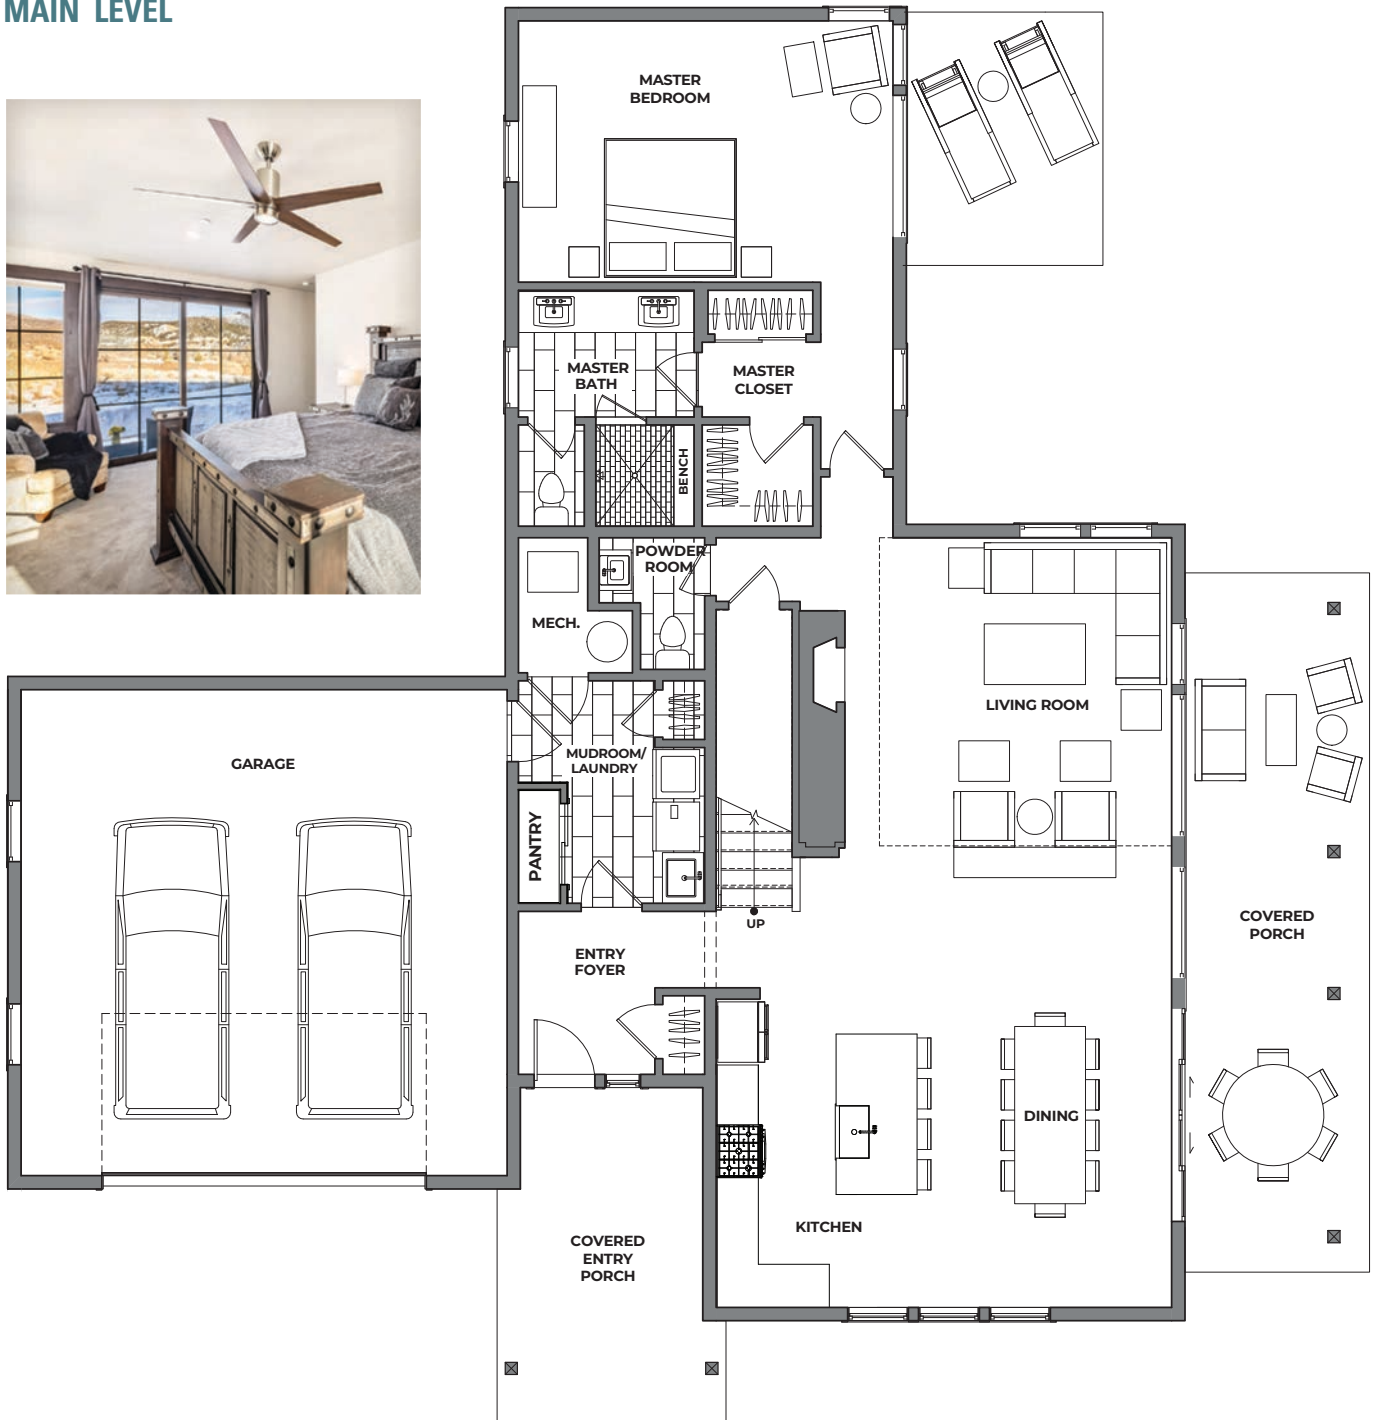 MAIN LEVEL
MASTER
BEDROOM
MASTER
BATH
MASTER
CLOSET
BENCH
POWDER
ROOM
MECH.
LIVING ROOM
GARAGE
MUDROOM/
LAUNDRY
PANTRY
UP
COVERED
PORCH
ENTRY
FOYER
DINING
KITCHEN
COVERED
ENTRY
PORCH